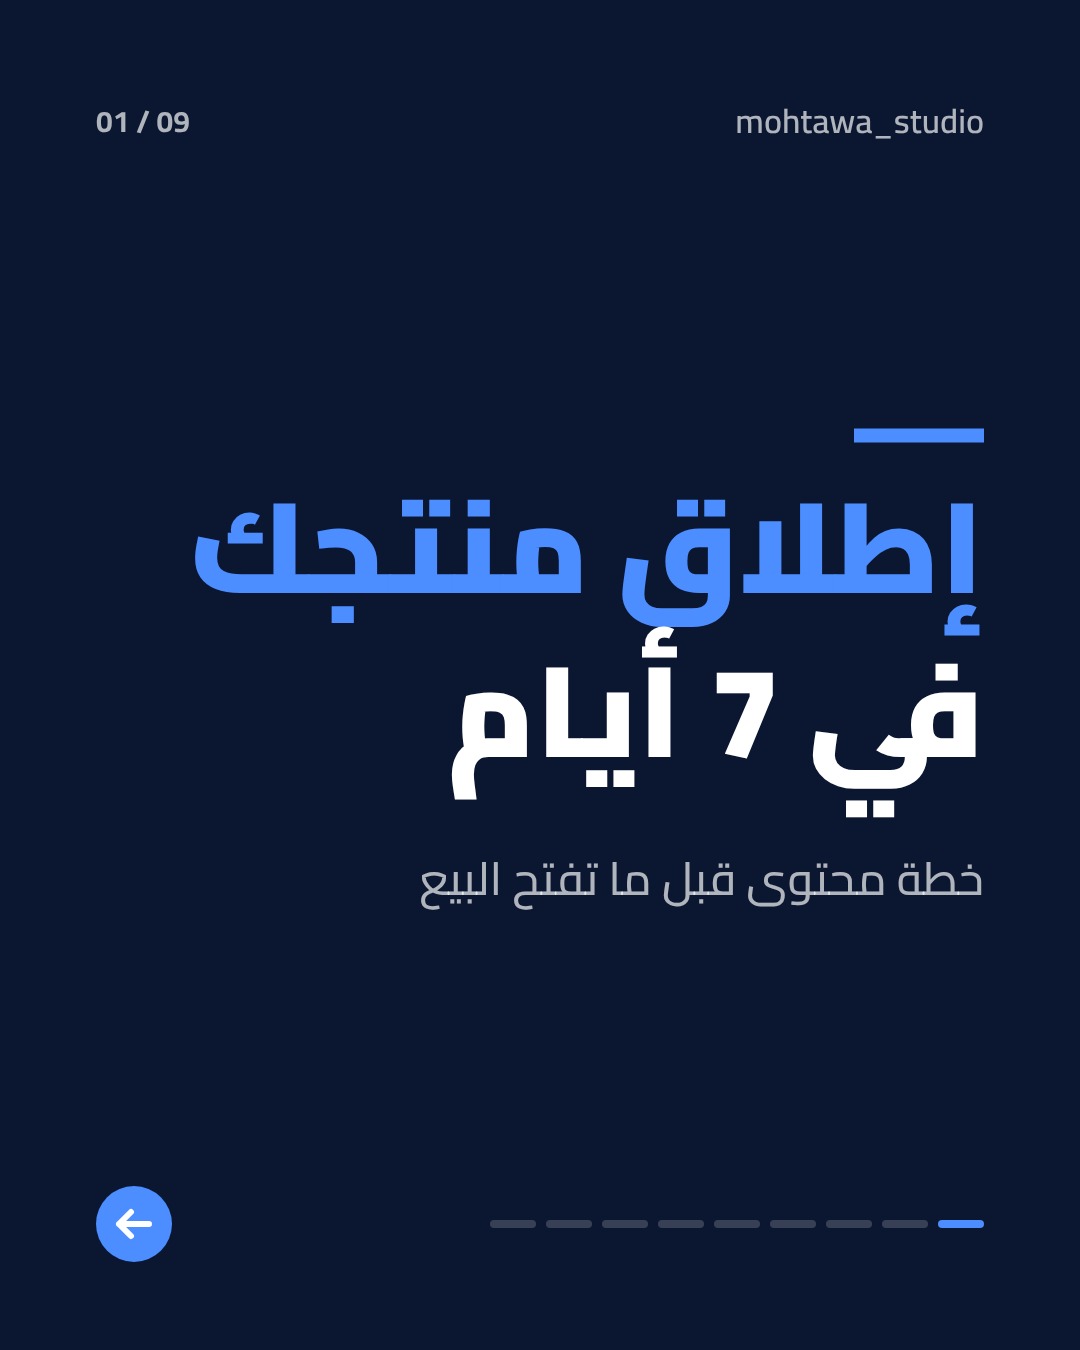 mohtawa_studio
01 / 09
إطلاق منتجك
في 7 أيام
خطة محتوى قبل ما تفتح البيع